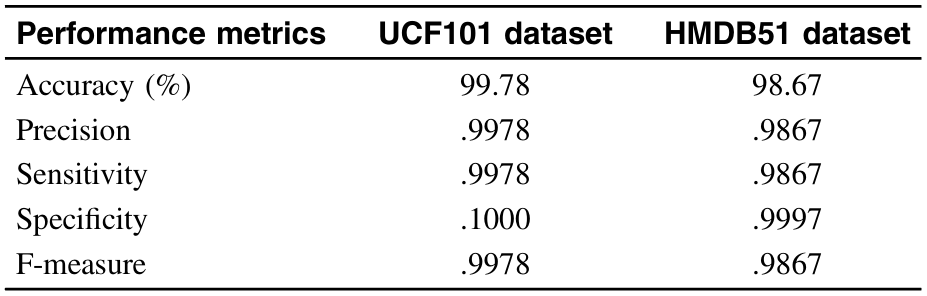 Performance metrics UCF101 dataset HMDB51 dataset
Accuracy (%) 99.78 98.67
Precision .9978 .9867
Sensitivity .9978 .9867
Specificity .1000 .9997
F-measure .9978 .9867